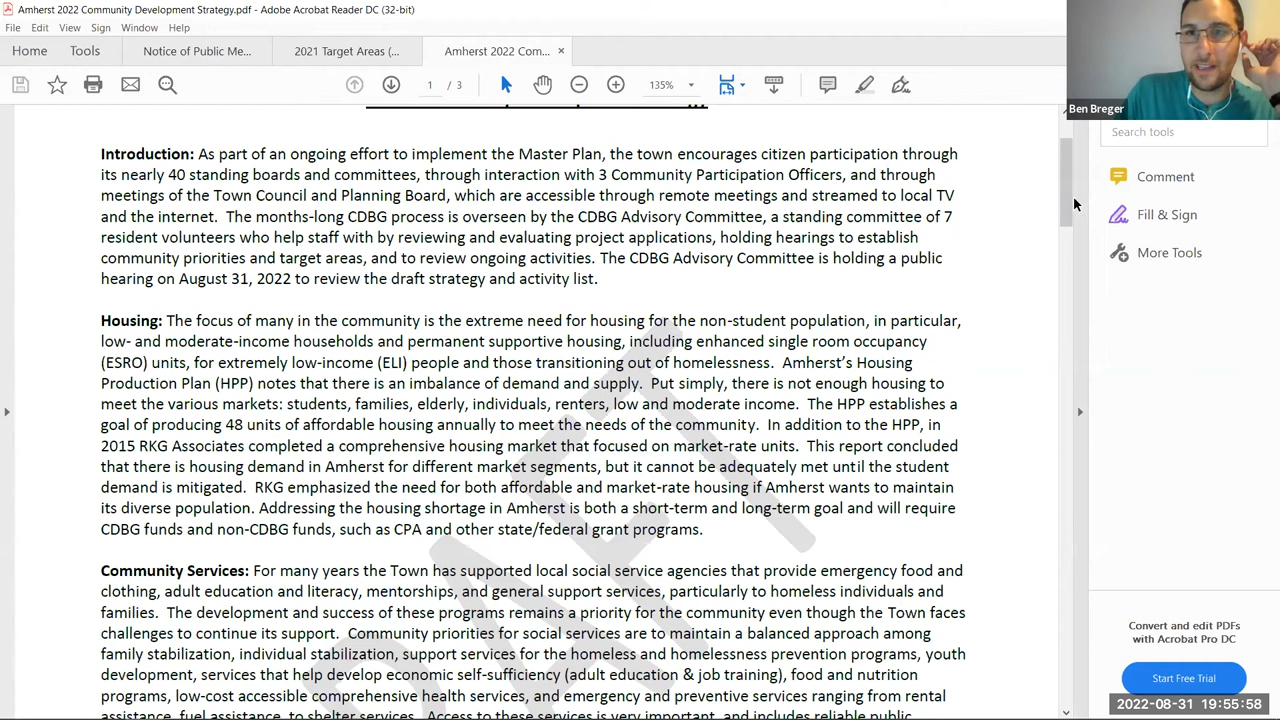 Amherst 2022 Community Development Strategy.pdf - Adobe Acrobat Reader DC (32-bit)
File Edit View Sign Window Help
Home Tools Notice of Public Me... 2021 Target Areas (... Amherst 2022 Com... ×
1 / 3 135%
Ben Breger
Search tools
Comment
Fill & Sign
More Tools
Introduction: As part of an ongoing effort to implement the Master Plan, the town encourages citizen participation through
its nearly 40 standing boards and committees, through interaction with 3 Community Participation Officers, and through
meetings of the Town Council and Planning Board, which are accessible through remote meetings and streamed to local TV
and the internet. The months-long CDBG process is overseen by the CDBG Advisory Committee, a standing committee of 7
resident volunteers who help staff with by reviewing and evaluating project applications, holding hearings to establish
community priorities and target areas, and to review ongoing activities. The CDBG Advisory Committee is holding a public
hearing on August 31, 2022 to review the draft strategy and activity list.
Housing: The focus of many in the community is the extreme need for housing for the non-student population, in particular,
low- and moderate-income households and permanent supportive housing, including enhanced single room occupancy
(ESRO) units, for extremely low-income (ELI) people and those transitioning out of homelessness. Amherst's Housing
Production Plan (HPP) notes that there is an imbalance of demand and supply. Put simply, there is not enough housing to
meet the various markets: students, families, elderly, individuals, renters, low and moderate income. The HPP establishes a
goal of producing 48 units of affordable housing annually to meet the needs of the community. In addition to the HPP, in
2015 RKG Associates completed a comprehensive housing market that focused on market-rate units. This report concluded
that there is housing demand in Amherst for different market segments, but it cannot be adequately met until the student
demand is mitigated. RKG emphasized the need for both affordable and market-rate housing if Amherst wants to maintain
its diverse population. Addressing the housing shortage in Amherst is both a short-term and long-term goal and will require
CDBG funds and non-CDBG funds, such as CPA and other state/federal grant programs.
Community Services: For many years the Town has supported local social service agencies that provide emergency food and
clothing, adult education and literacy, mentorships, and general support services, particularly to homeless individuals and
families. The development and success of these programs remains a priority for the community even though the Town faces
challenges to continue its support. Community priorities for social services are to maintain a balanced approach among
family stabilization, individual stabilization, support services for the homeless and homelessness prevention programs, youth
development, services that help develop economic self-sufficiency (adult education & job training), food and nutrition
programs, low-cost accessible comprehensive health services, and emergency and preventive services ranging from rental
assistance, fuel assistance, to shelter services. Access to these services is very important, and includes reliable public
DRAFT
Convert and edit PDFs
with Acrobat Pro DC
Start Free Trial
2022-08-31 19:55:58